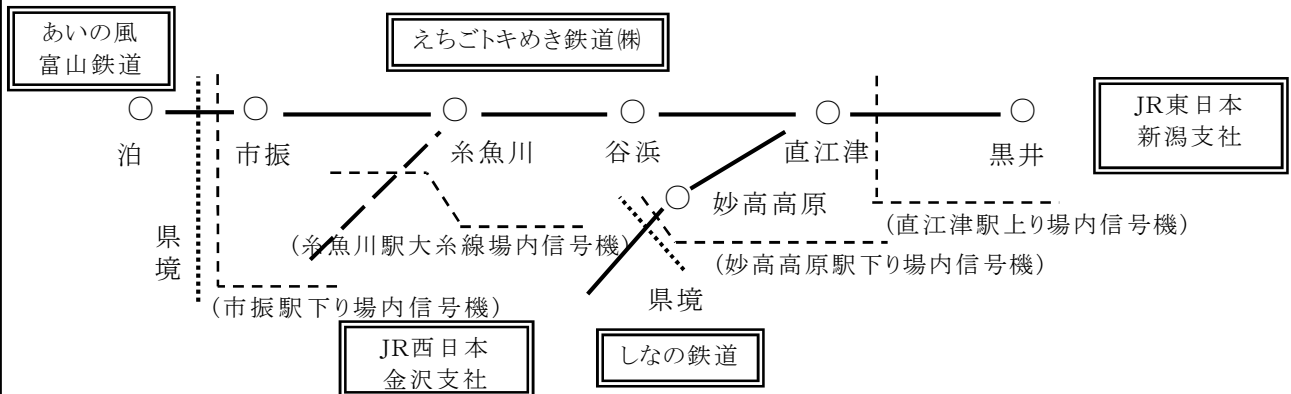 あいの風
富山鉄道
えちごトキめき鉄道㈱
JR東日本
新潟支社
泊
市振
糸魚川
谷浜
直江津
黒井
妙高高原
(直江津駅上り場内信号機)
県境
(糸魚川駅大糸線場内信号機)
(妙高高原駅下り場内信号機)
県境
(市振駅下り場内信号機)
JR西日本
金沢支社
しなの鉄道